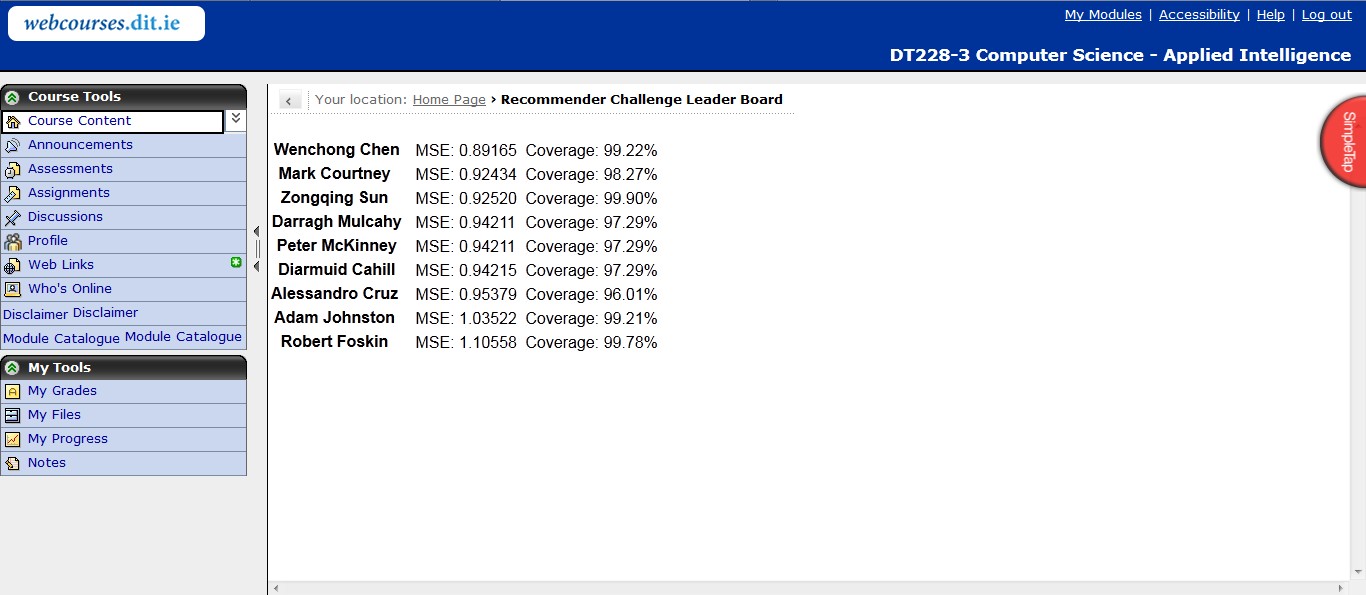 webcourses.dit.ie
My Modules | Accessibility | Help | Log out
DT228-3 Computer Science - Applied Intelligence
Course Tools
Course Content
Announcements
Assessments
Assignments
Discussions
Profile
Web Links
Who's Online
Disclaimer Disclaimer
Module Catalogue Module Catalogue
My Tools
My Grades
My Files
My Progress
Notes
Your location: Home Page › Recommender Challenge Leader Board
Wenchong Chen MSE: 0.89165 Coverage: 99.22%
Mark Courtney MSE: 0.92434 Coverage: 98.27%
Zongqing Sun MSE: 0.92520 Coverage: 99.90%
Darragh Mulcahy MSE: 0.94211 Coverage: 97.29%
Peter McKinney MSE: 0.94211 Coverage: 97.29%
Diarmuid Cahill MSE: 0.94215 Coverage: 97.29%
Alessandro Cruz MSE: 0.95379 Coverage: 96.01%
Adam Johnston MSE: 1.03522 Coverage: 99.21%
Robert Foskin MSE: 1.10558 Coverage: 99.78%
SimpleTap